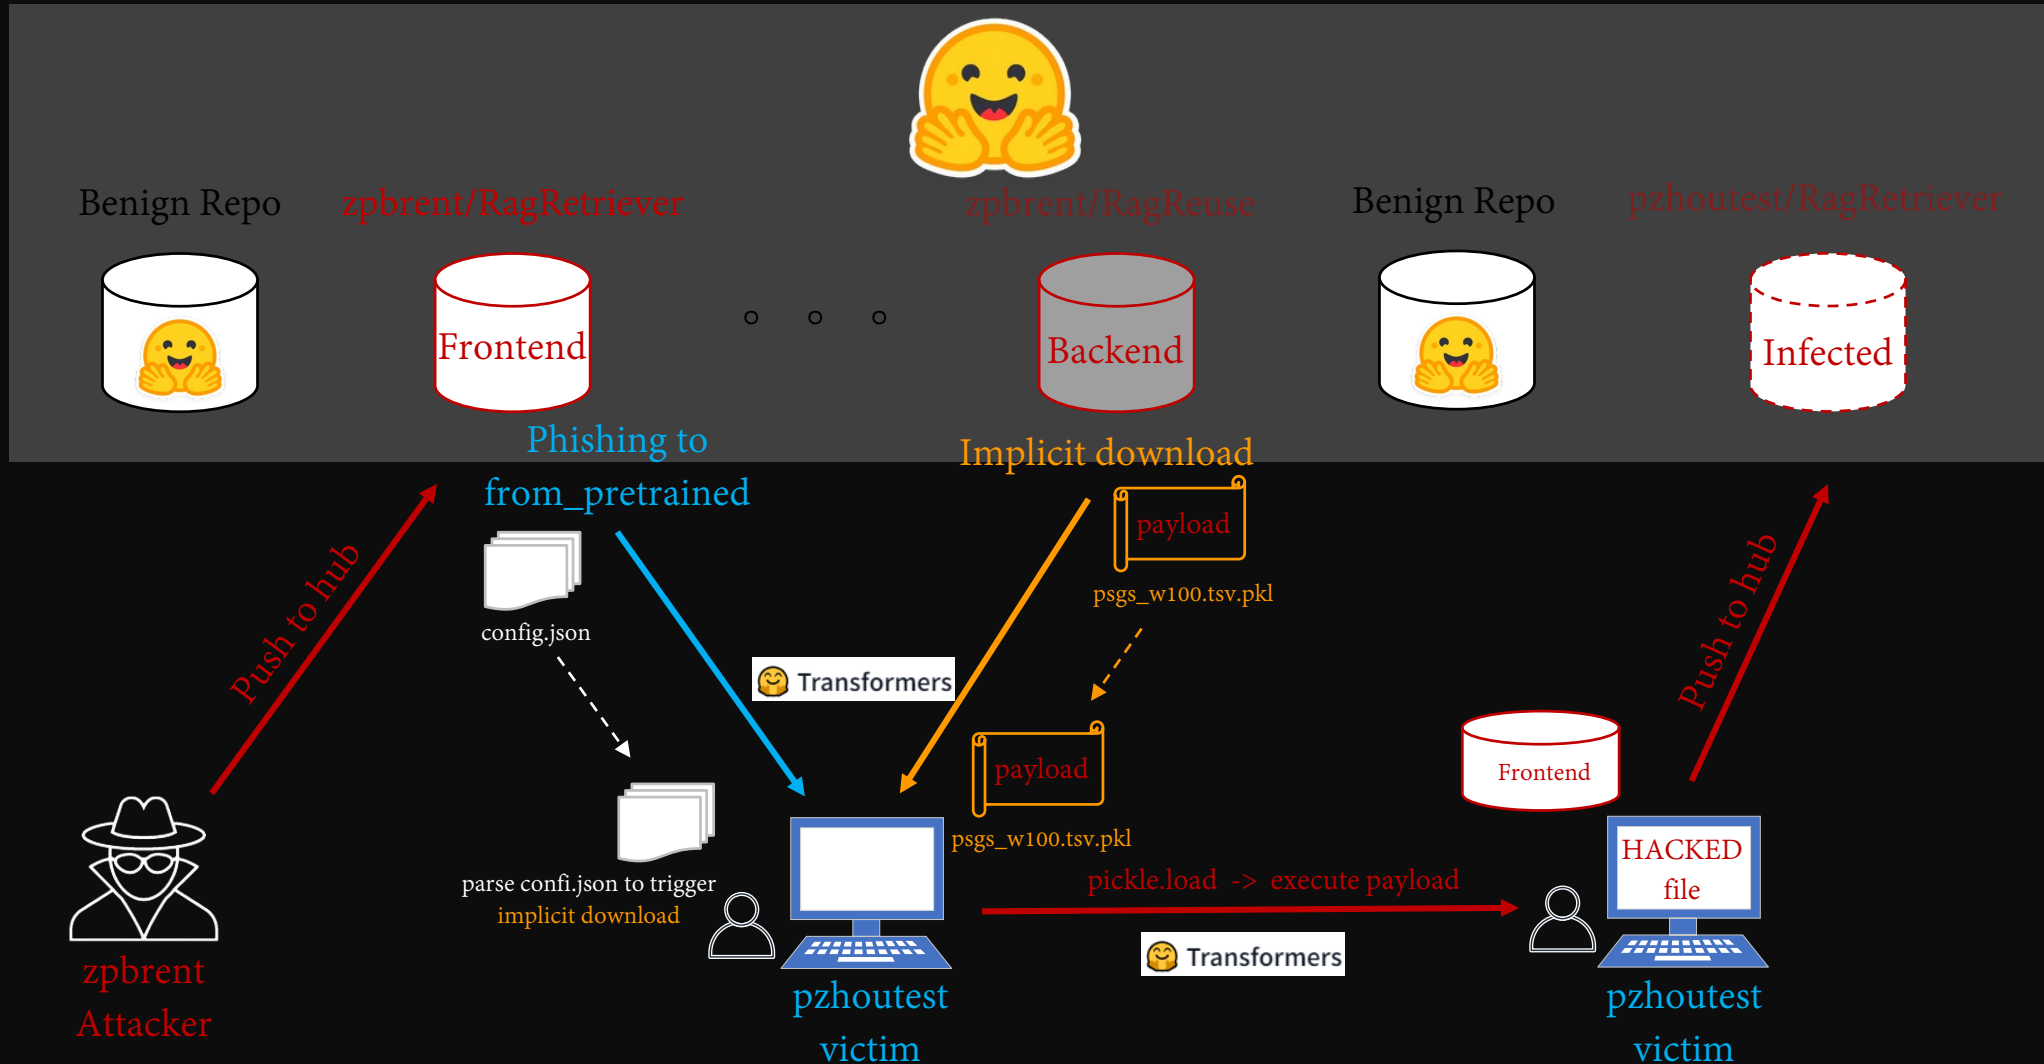 Benign Repo
zpbrent/RagRetriever
zpbrent/RagReuse
Benign Repo
pzhoutest/RagRetriever
Frontend
Backend
Infected
Phishing to
from_pretrained
Implicit download
payload
psgs_w100.tsv.pkl
Push to hub
config.json
Transformers
Push to hub
payload
psgs_w100.tsv.pkl
Frontend
parse confi.json to trigger
implicit download
pickle.load -> execute payload
HACKED
file
Transformers
zpbrent
Attacker
pzhoutest
victim
pzhoutest
victim